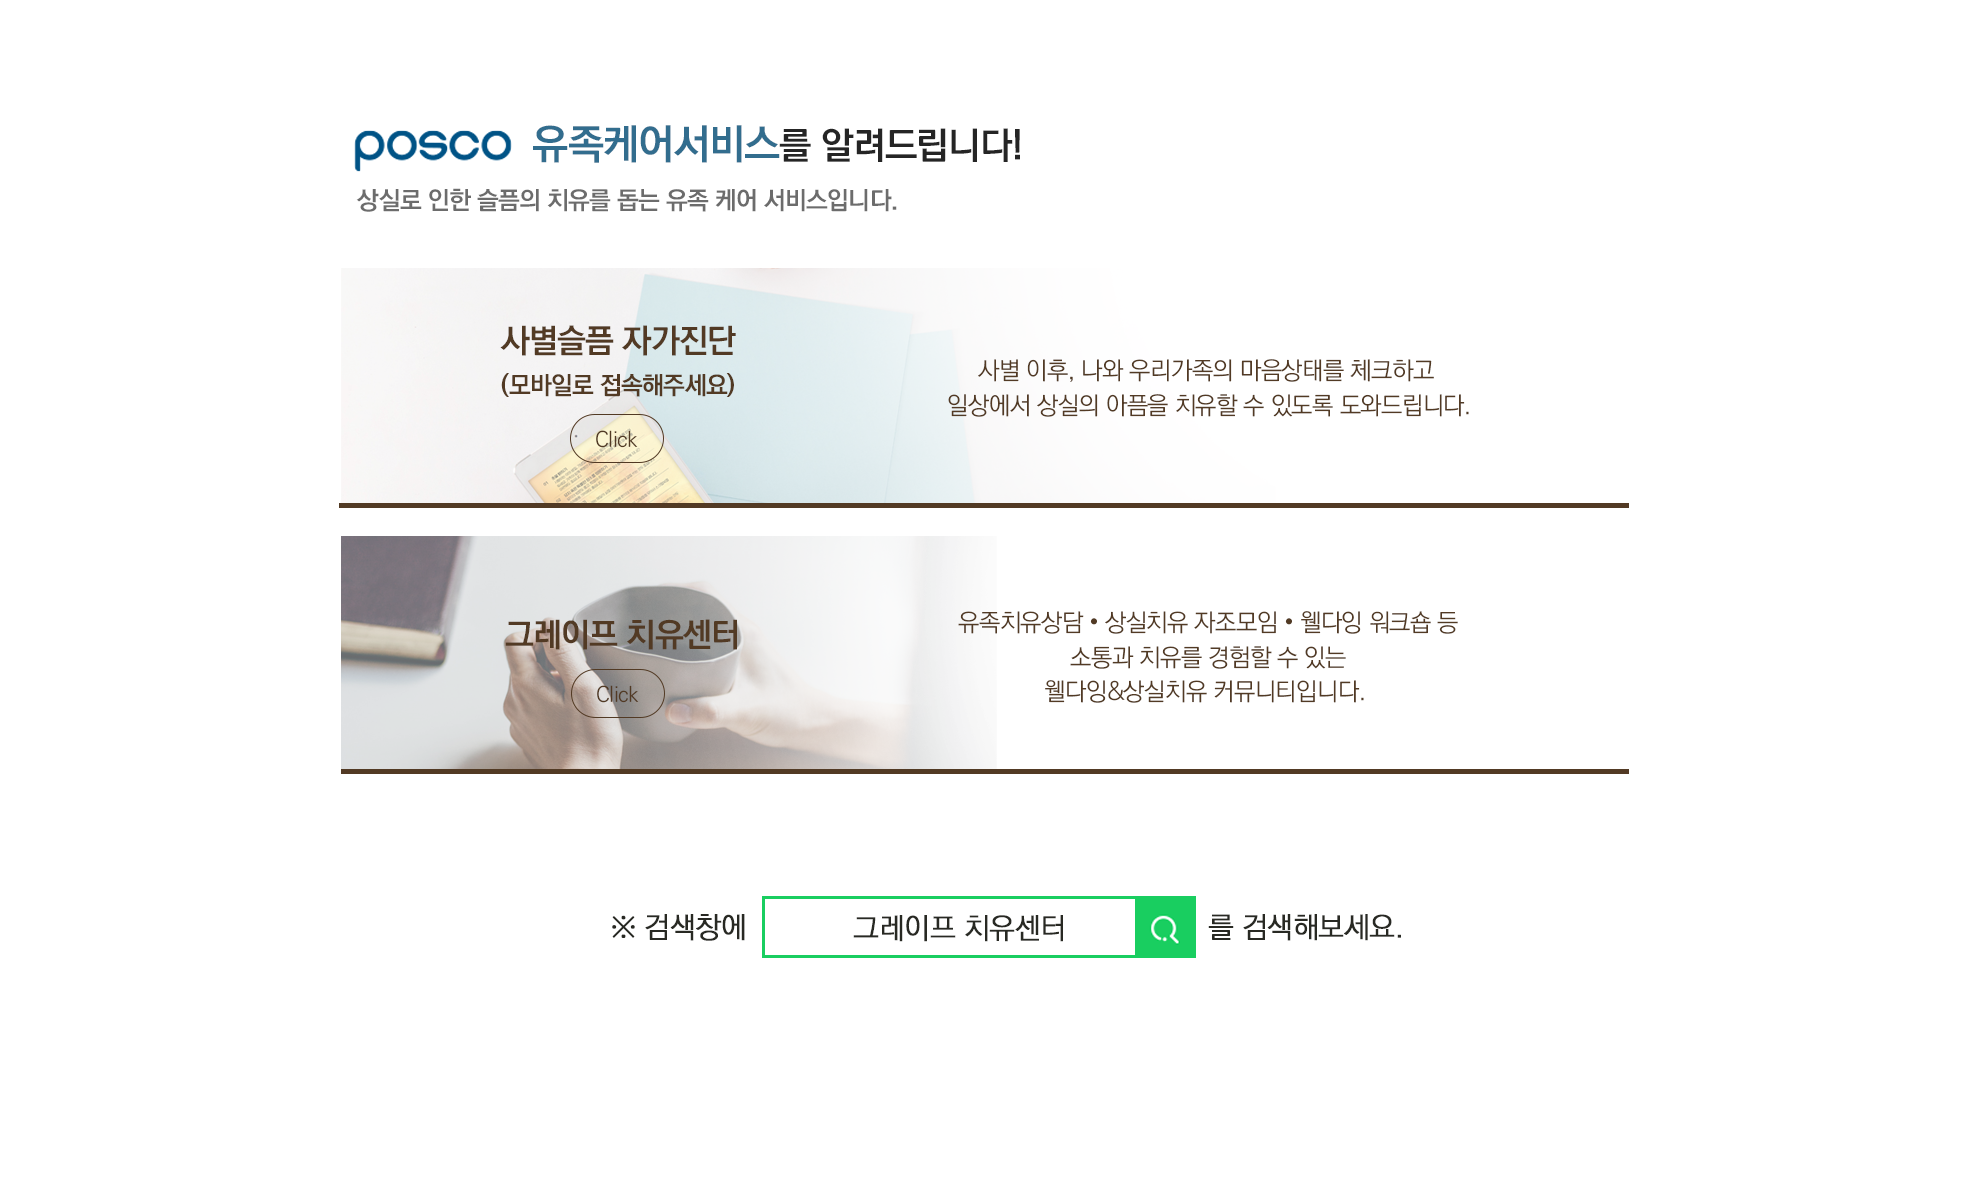 posco 유족케어서비스를 알려드립니다!
상실로 인한 슬픔의 치유를 돕는 유족 케어 서비스입니다.
사별슬픔 자가진단
(모바일로 접속해주세요)
Click
사별 이후, 나와 우리가족의 마음상태를 체크하고
일상에서 상실의 아픔을 치유할 수 있도록 도와드립니다.
그레이프 치유센터
Click
유족치유상담 • 상실치유 자조모임 • 웰다잉 워크숍 등
소통과 치유를 경험할 수 있는
웰다잉&상실치유 커뮤니티입니다.
※ 검색창에 그레이프 치유센터 를 검색해보세요.